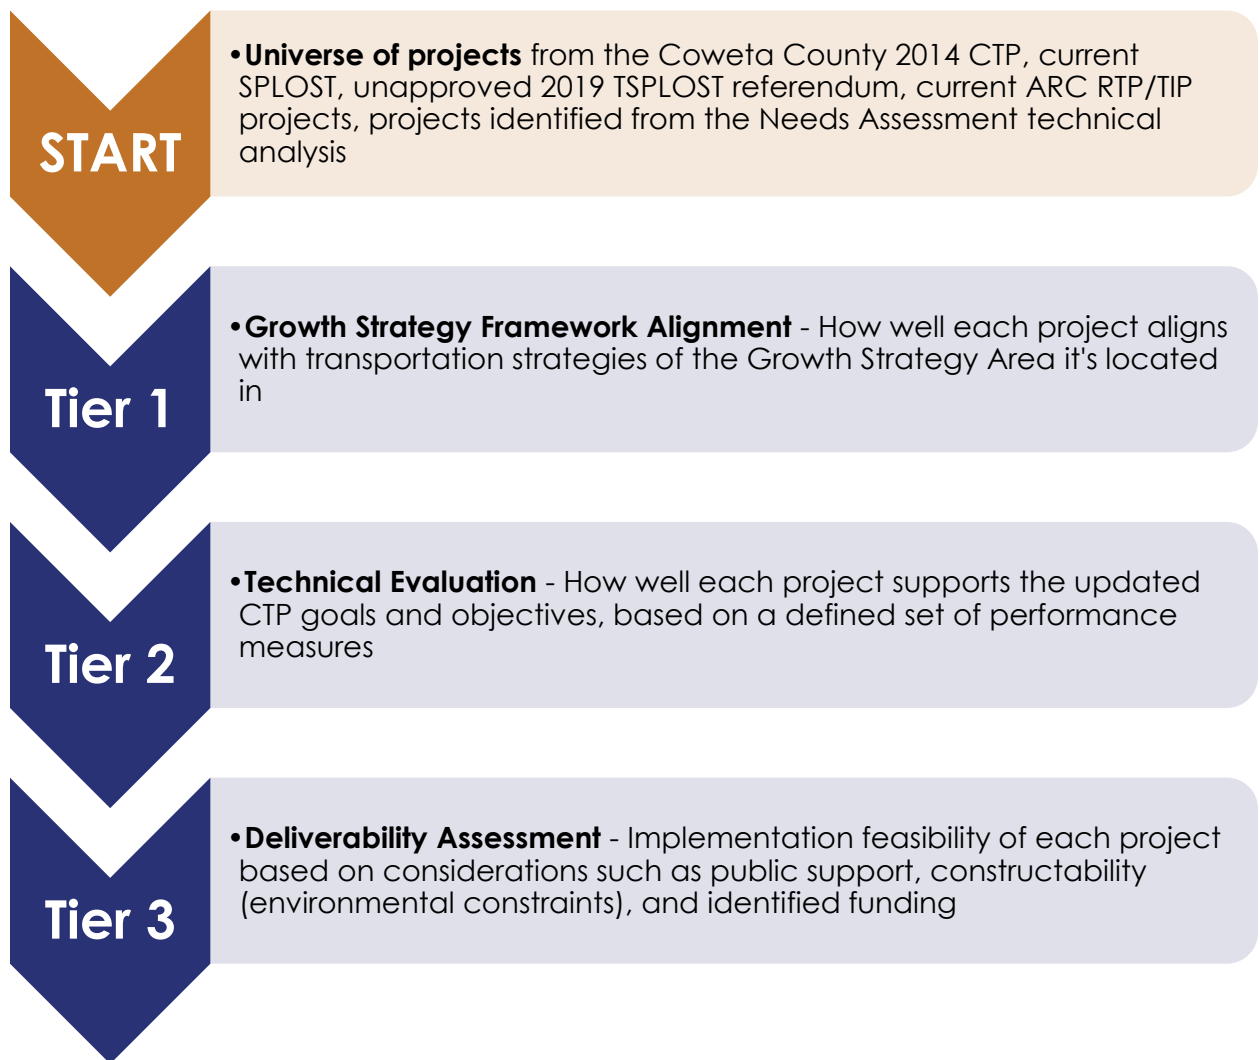 •Universe of projects from the Coweta County 2014 CTP, current
SPLOST, unapproved 2019 TSPLOST referendum, current ARC RTP/TIP
projects, projects identified from the Needs Assessment technical
analysis
START
•Growth Strategy Framework Alignment - How well each project aligns
with transportation strategies of the Growth Strategy Area it's located
in
Tier 1
•Technical Evaluation - How well each project supports the updated
CTP goals and objectives, based on a defined set of performance
measures
Tier 2
•Deliverability Assessment - Implementation feasibility of each project
based on considerations such as public support, constructability
(environmental constraints), and identified funding
Tier 3